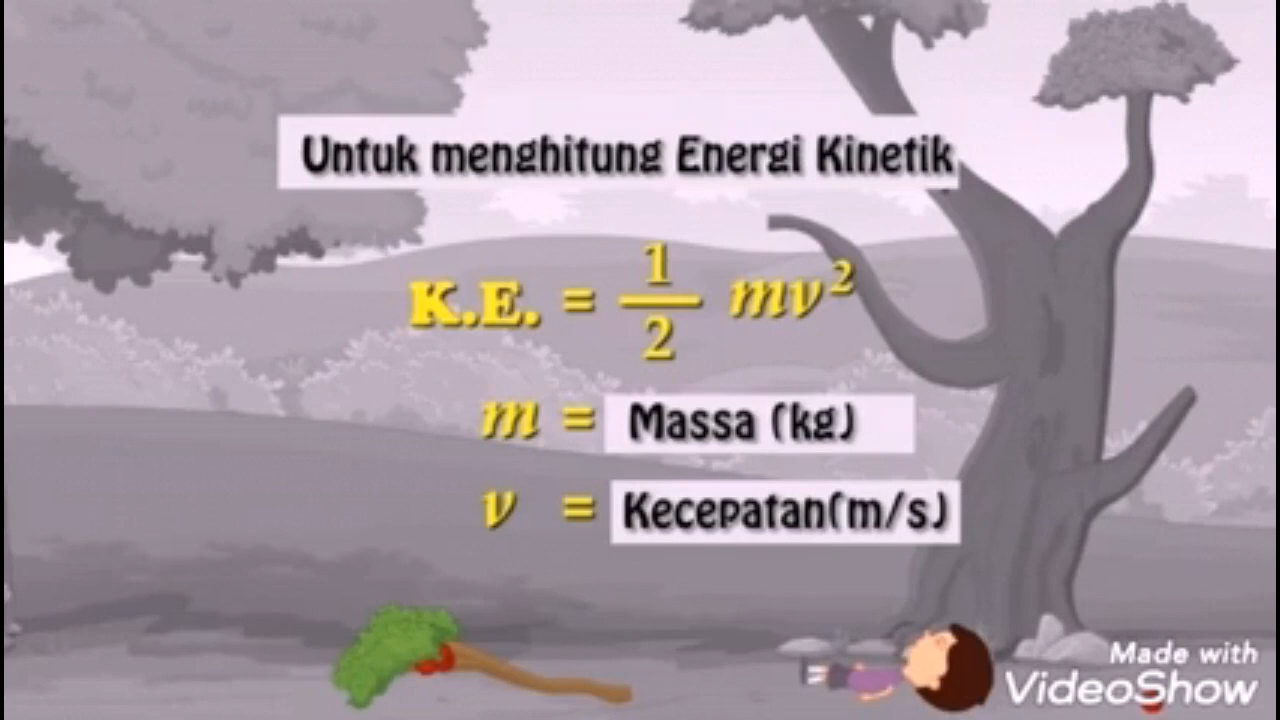 Untuk menghitung Energi Kinetik
K.E. = 1/2 mv²
m = Massa (kg)
v = Kecepatan(m/s)
Made with
VideoShow